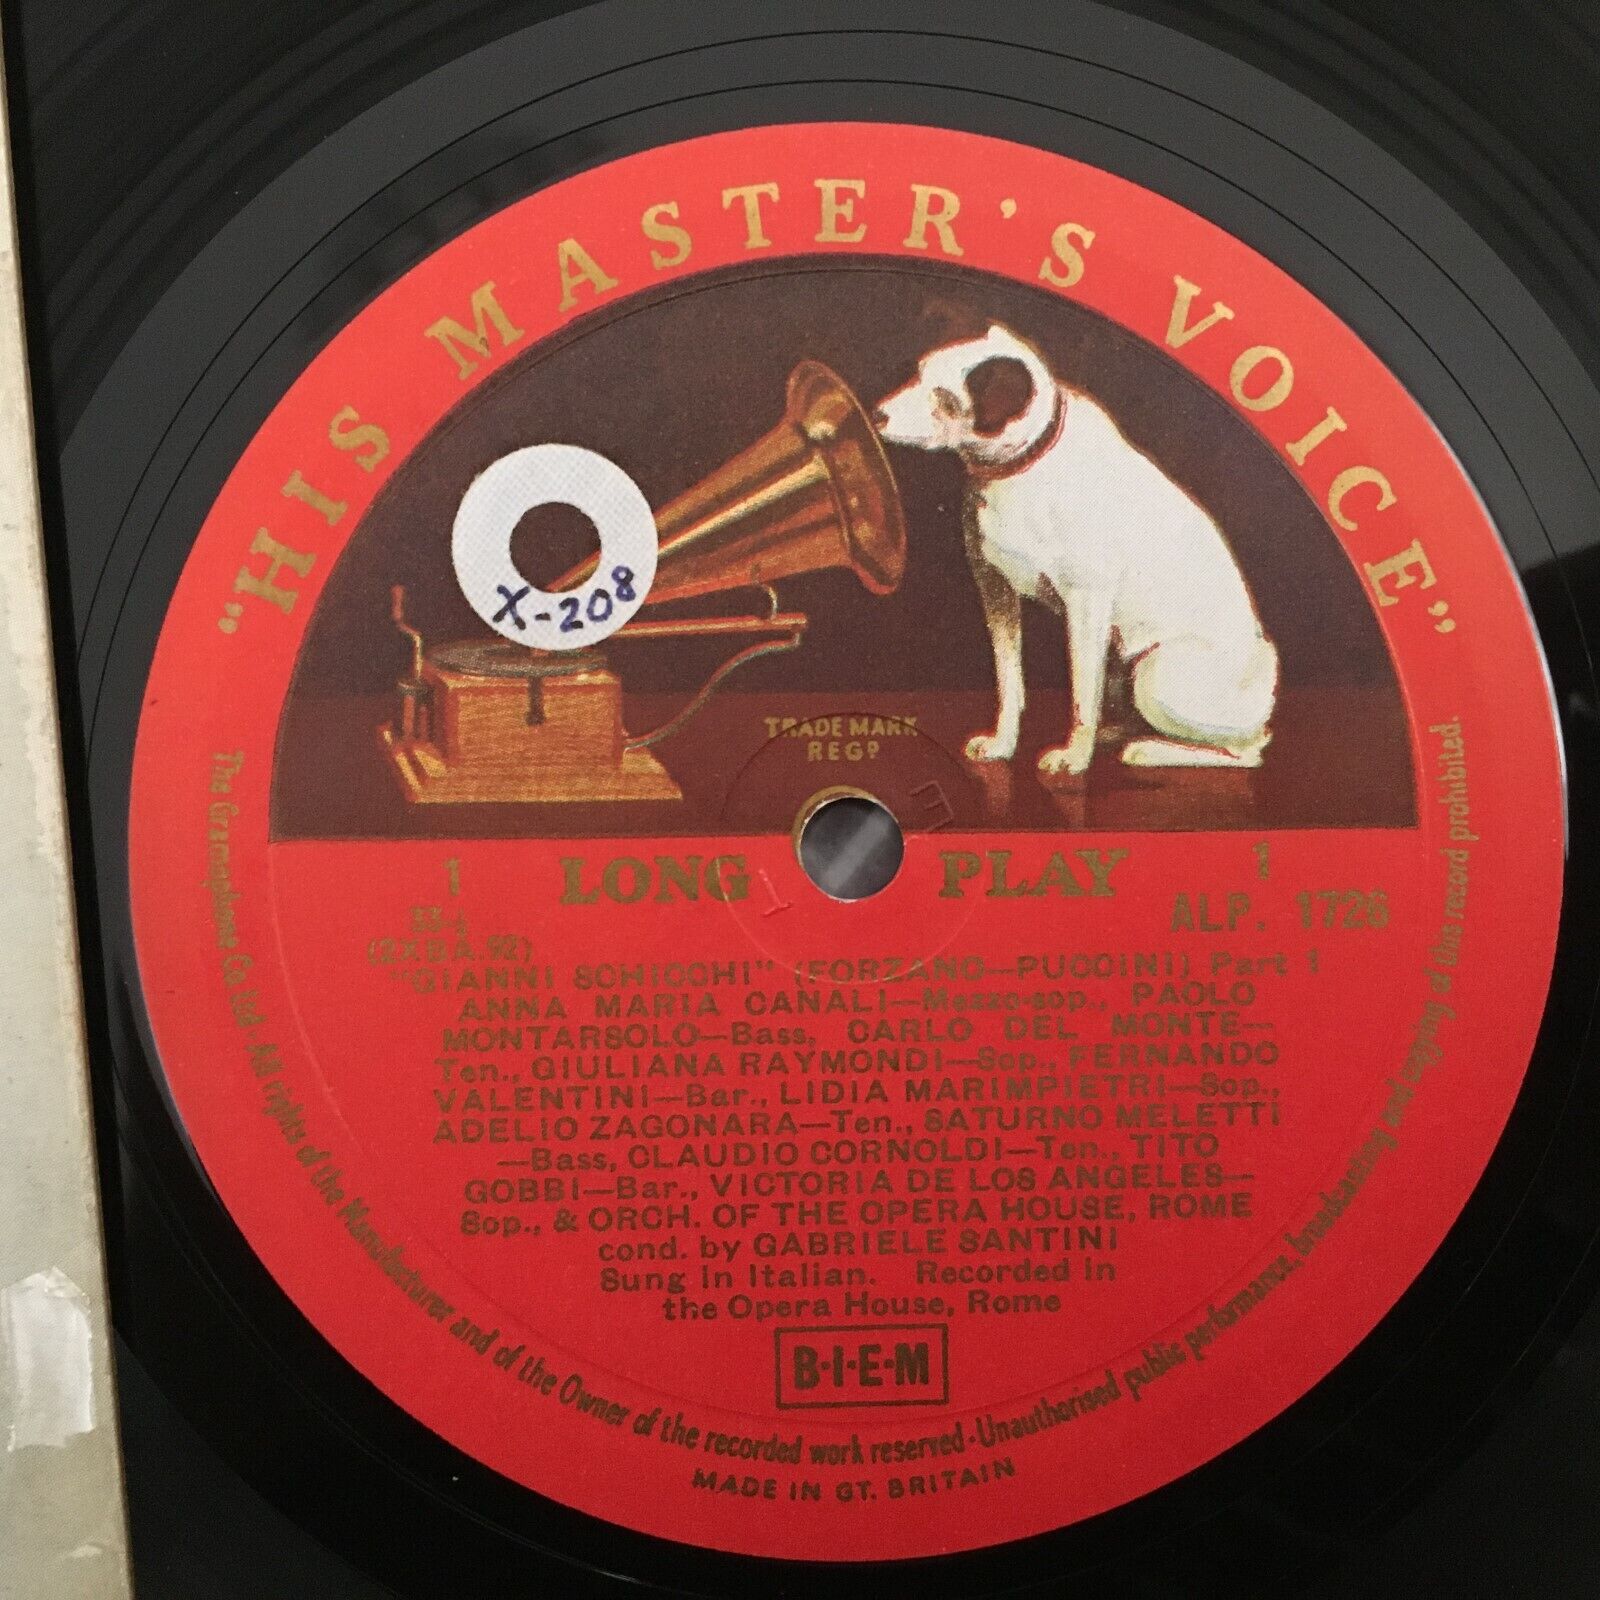 "HIS MASTER'S VOICE"
X-208
TRADE MARK
REGD
E
1 LONG PLAY 1
1
33⅓
ALP. 1726
(2XBA.92)
"GIANNI SCHICCHI" (FORZANO—PUCCINI) Part 1
ANNA MARIA CANALI—Mezzo-sop., PAOLO
MONTARSOLO—Bass, CARLO DEL MONTE—
Ten., GIULIANA RAYMONDI—Sop., FERNANDO
VALENTINI—Bar., LIDIA MARIMPIETRI—Sop.,
ADELIO ZAGONARA—Ten., SATURNO MELETTI
—Bass, CLAUDIO CORNOLDI—Ten., TITO
GOBBI—Bar., VICTORIA DE LOS ANGELES—
Sop., & ORCH. OF THE OPERA HOUSE, ROME
cond. by GABRIELE SANTINI
Sung in Italian. Recorded in
the Opera House, Rome
B·I·E·M
The Gramophone Co Ltd. All rights of the Manufacturer and of the Owner of the recorded work reserved·Unauthorised public performance, broadcasting and copying of this record prohibited.
MADE IN GT. BRITAIN